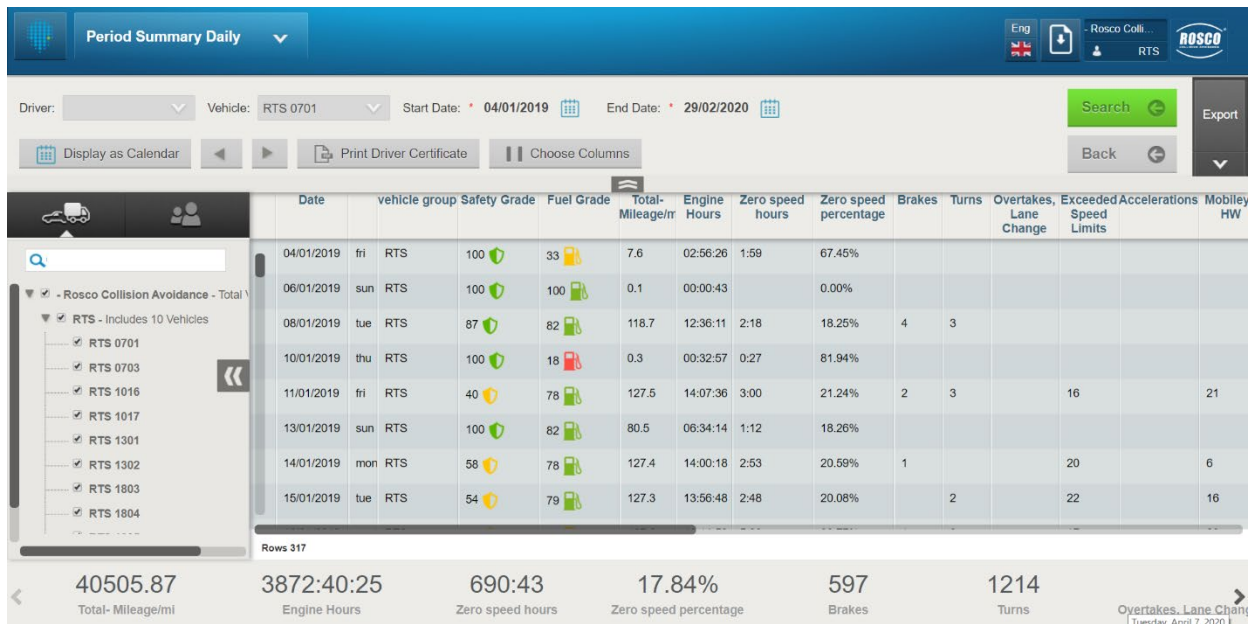 Period Summary Daily
Eng
- Rosco Colli...
RTS
ROSCO
Driver:
Vehicle: RTS 0701
Start Date: * 04/01/2019
End Date: * 29/02/2020
Search
Export
Display as Calendar
Print Driver Certificate
Choose Columns
Back
Date vehicle group Safety Grade Fuel Grade Total- Mileage/m Engine Hours Zero speed hours Zero speed percentage Brakes Turns Overtakes, Lane Change Exceeded Speed Limits Accelerations Mobiley HW
04/01/2019 fri RTS 100 33 7.6 02:56:26 1:59 67.45%
06/01/2019 sun RTS 100 100 0.1 00:00:43 0.00%
08/01/2019 tue RTS 87 82 118.7 12:36:11 2:18 18.25% 4 3
10/01/2019 thu RTS 100 18 0.3 00:32:57 0:27 81.94%
11/01/2019 fri RTS 40 78 127.5 14:07:36 3:00 21.24% 2 3 16 21
13/01/2019 sun RTS 100 82 80.5 06:34:14 1:12 18.26%
14/01/2019 mon RTS 58 78 127.4 14:00:18 2:53 20.59% 1 20 6
15/01/2019 tue RTS 54 79 127.3 13:56:48 2:48 20.08% 2 22 16
- Rosco Collision Avoidance - Total
RTS - Includes 10 Vehicles
RTS 0701
RTS 0703
RTS 1016
RTS 1017
RTS 1301
RTS 1302
RTS 1803
RTS 1804
Rows 317
40505.87
Total- Mileage/mi
3872:40:25
Engine Hours
690:43
Zero speed hours
17.84%
Zero speed percentage
597
Brakes
1214
Turns
Overtakes, Lane Chang
Tuesday, April 7, 2020